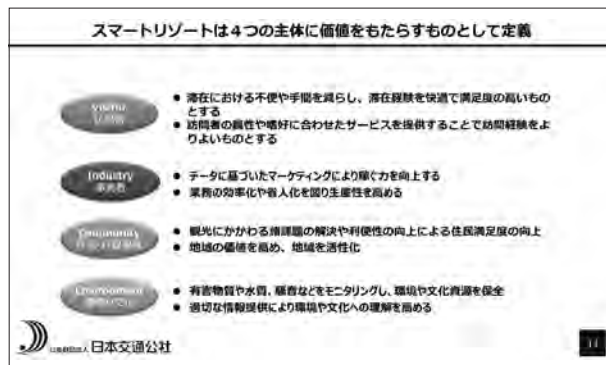 スマートリゾートは４つの主体に価値をもたらすものとして定義
Visitor
訪問者
● 滞在における不便や手間を減らし、滞在経験を快適で満足度の高いもの
とする
● 訪問者の属性や嗜好に合わせたサービスを提供することで訪問経験をよ
りよいものとする
Industry
事業者
● データに基づいたマーケティングにより稼ぐ力を向上する
● 業務の効率化や省人化を図り生産性を高める
Community
● 観光にかかわる諸課題の解決や利便性の向上による住民満足度の向上
● 地域の価値を高め、地域を活性化
Environment
● 有害物質や水質、騒音などをモニタリングし、環境や文化資源を保全
● 適切な情報提供により環境や文化への理解を高める
公益財団法人 日本交通公社
11